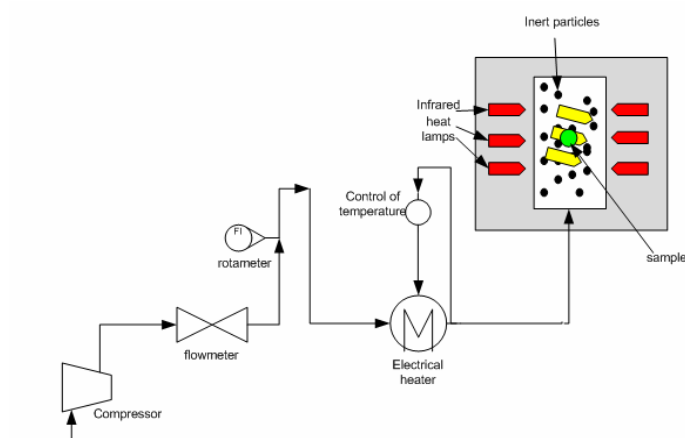 Inert particles
Infrared
heat
lamps
Control of
temperature
FI
rotameter
sample
flowmeter
Electrical
heater
Compressor